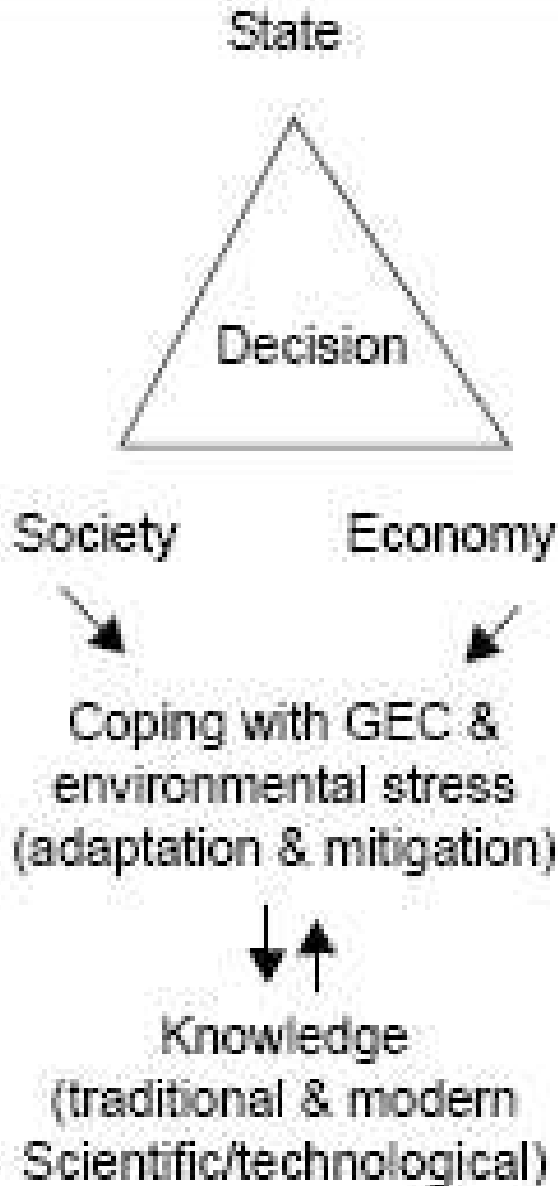 State
Decision
Society Economy
Coping with GEC &
environmental stress
(adaptation & mitigation)
Knowledge
(traditional & modern
Scientific/technological)